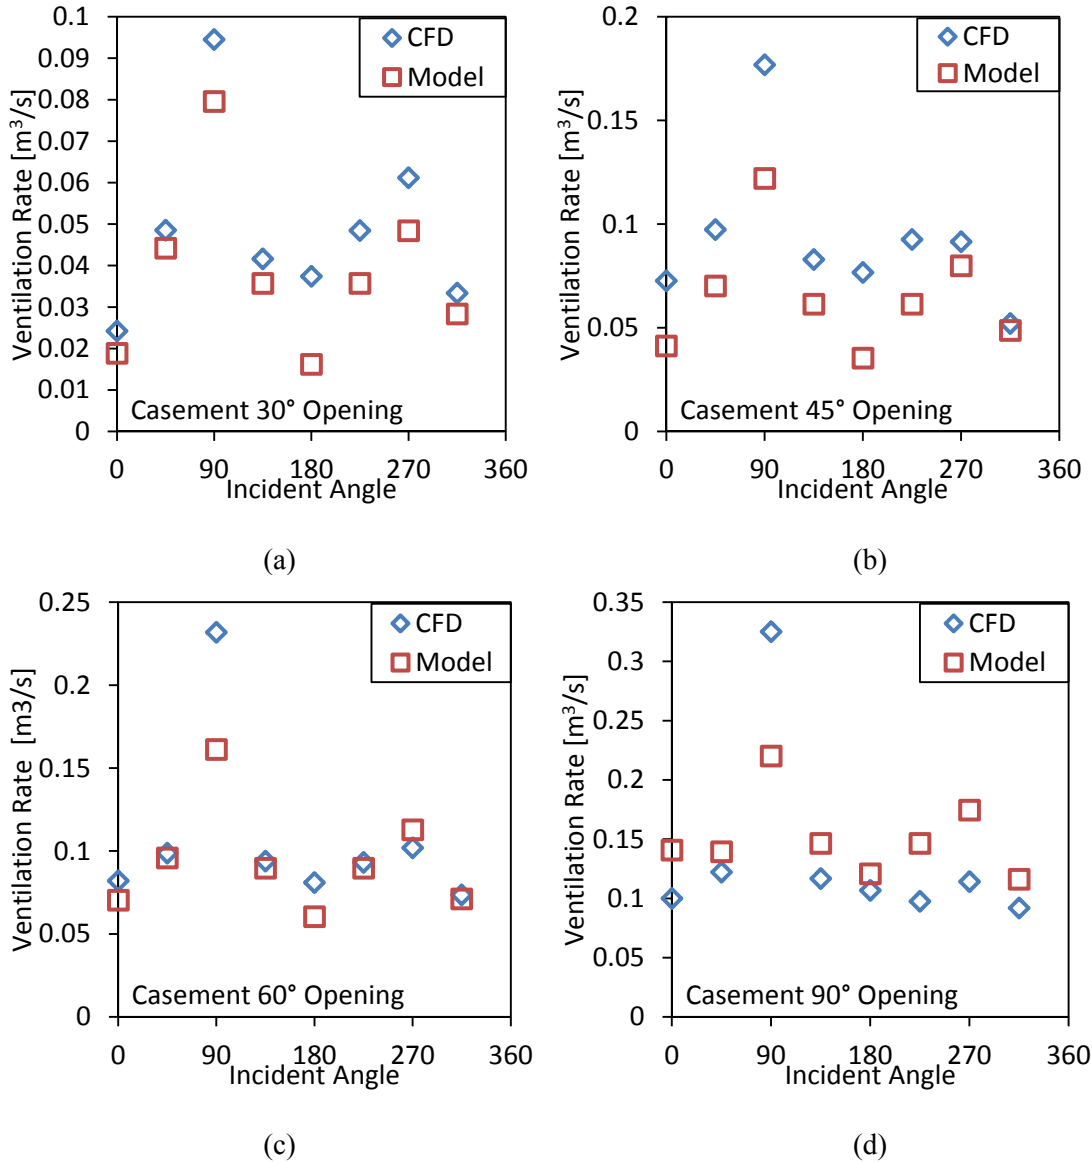 0.1
0.09
0.08
0.07
0.06
0.05
0.04
0.03
0.02
0.01
0
Ventilation Rate [m³/s]
CFD
Model
Casement 30° Opening
0 90 180 270 360
Incident Angle
(a)
0.2
0.15
0.1
0.05
0
Ventilation Rate [m³/s]
CFD
Model
Casement 45° Opening
0 90 180 270 360
Incident Angle
(b)
0.25
0.2
0.15
0.1
0.05
0
Ventilation Rate [m3/s]
CFD
Model
Casement 60° Opening
0 90 180 270 360
Incident Angle
(c)
0.35
0.3
0.25
0.2
0.15
0.1
0.05
0
Ventilation Rate [m³/s]
CFD
Model
Casement 90° Opening
0 90 180 270 360
Incident Angle
(d)